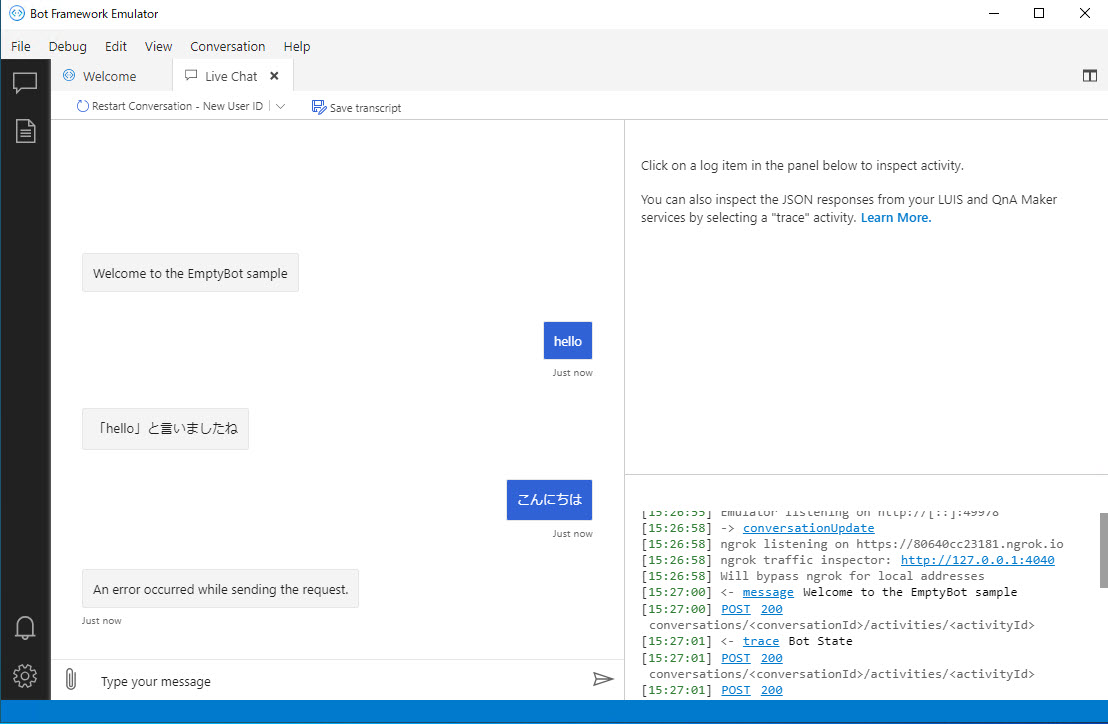 Bot Framework Emulator
File Debug Edit View Conversation Help
Welcome
Live Chat
Restart Conversation - New User ID
Save transcript
Welcome to the EmptyBot sample
hello
Just now
「hello」と言いましたね
こんにちは
Just now
An error occurred while sending the request.
Just now
Type your message
Click on a log item in the panel below to inspect activity.
You can also inspect the JSON responses from your LUIS and QnA Maker
services by selecting a "trace" activity. Learn More.
[15:26:55] Emulator listening on http://[::]:49978
[15:26:58] -> conversationUpdate
[15:26:58] ngrok listening on https://80640cc23181.ngrok.io
[15:26:58] ngrok traffic inspector: http://127.0.0.1:4040
[15:26:58] Will bypass ngrok for local addresses
[15:27:00] <- message Welcome to the EmptyBot sample
[15:27:00] POST 200
conversations/<conversationId>/activities/<activityId>
[15:27:01] <- trace Bot State
[15:27:01] POST 200
conversations/<conversationId>/activities/<activityId>
[15:27:01] POST 200